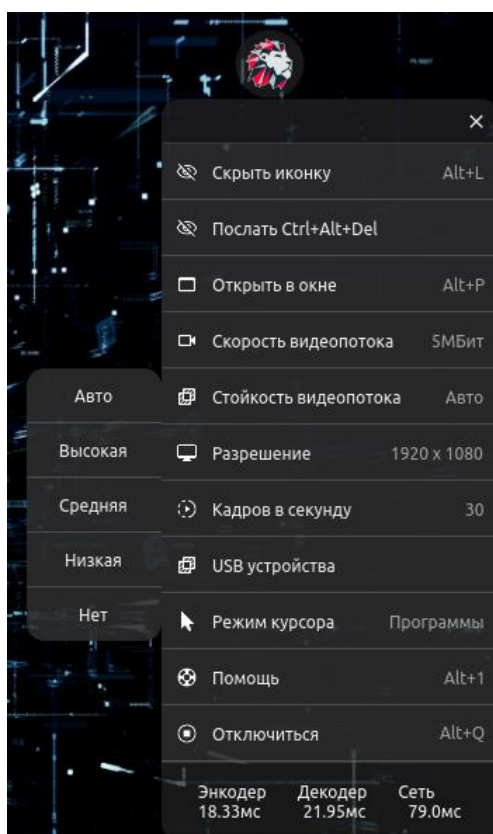 ×
Скрыть иконку Alt+L
Послать Ctrl+Alt+Del
Открыть в окне Alt+P
Скорость видеопотока 5МБит
Стойкость видеопотока Авто
Разрешение 1920 x 1080
Кадров в секунду 30
USB устройства
Режим курсора Программы
Помощь Alt+1
Отключиться Alt+Q
Авто
Высокая
Средняя
Низкая
Нет
Энкодер Декодер Сеть
18.33мс 21.95мс 79.0мс